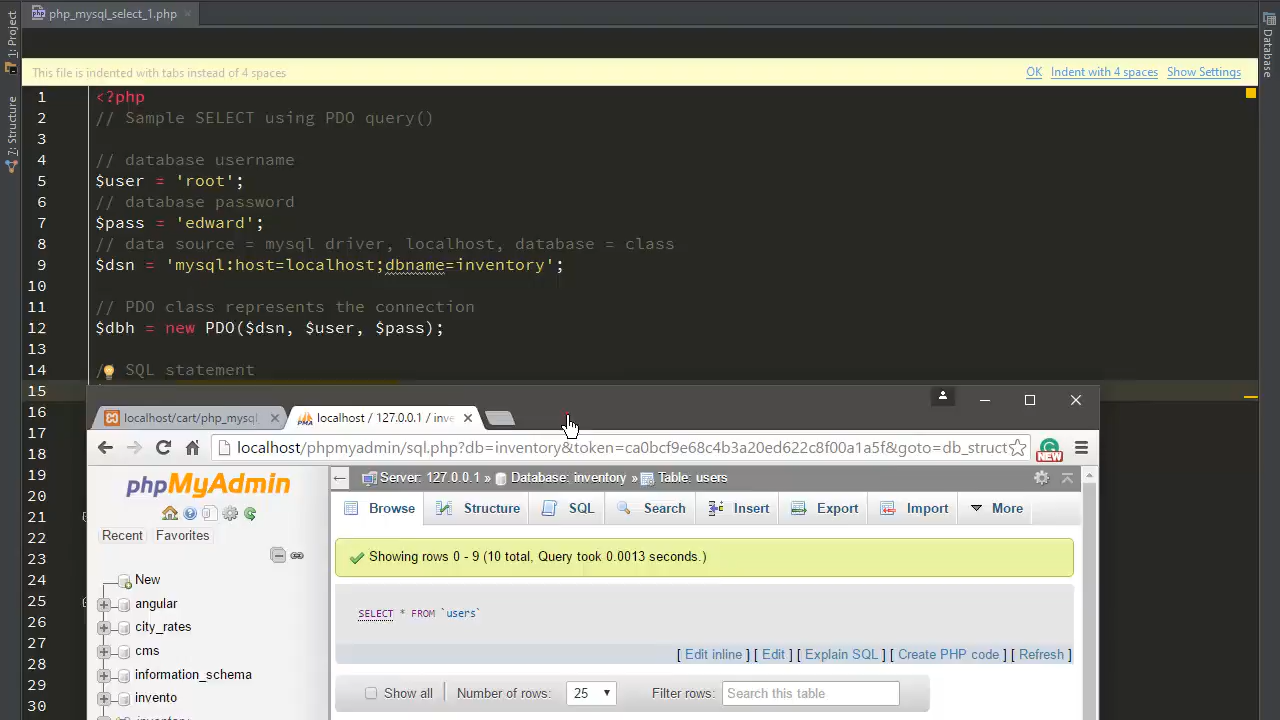 php_mysql_select_1.php
1: Project
7: Structure
Database
This file is indented with tabs instead of 4 spaces
OK Indent with 4 spaces Show Settings
1 <?php
2 // Sample SELECT using PDO query()
3
4 // database username
5 $user = 'root';
6 // database password
7 $pass = 'edward';
8 // data source = mysql driver, localhost, database = class
9 $dsn = 'mysql:host=localhost;dbname=inventory';
10
11 // PDO class represents the connection
12 $dbh = new PDO($dsn, $user, $pass);
13
14 // SQL statement
15
16
17
18
19
20
21
22
23
24
25
26
27
28
29
30
localhost/cart/php_mysql
localhost / 127.0.0.1 / inve
localhost/phpmyadmin/sql.php?db=inventory&token=ca0bcf9e68c4b3a20ed622c8f00a1a5f&goto=db_struct
NEW
phpMyAdmin
Recent Favorites
New
angular
city_rates
cms
information_schema
invento
Server: 127.0.0.1 » Database: inventory » Table: users
Browse Structure SQL Search Insert Export Import More
Showing rows 0 - 9 (10 total, Query took 0.0013 seconds.)
SELECT * FROM `users`
[ Edit inline ] [ Edit ] [ Explain SQL ] [ Create PHP code ] [ Refresh ]
Show all Number of rows: 25 Filter rows: Search this table